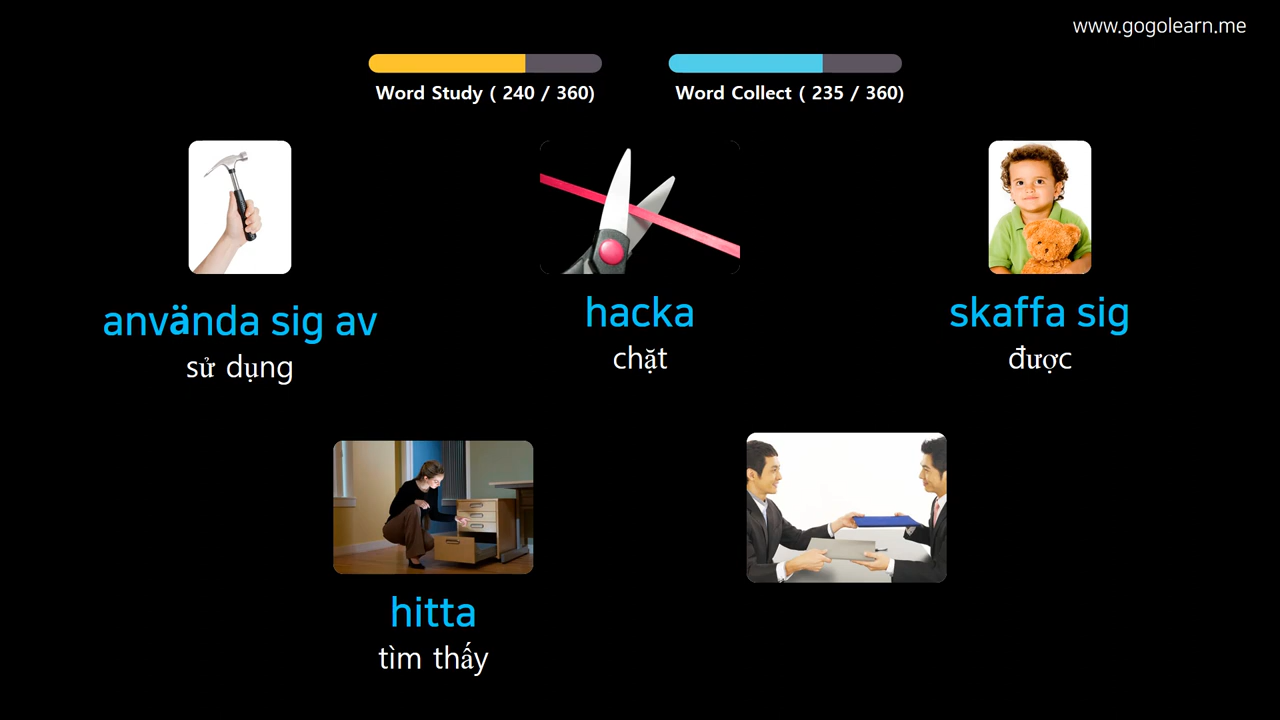 www.gogolearn.me
Word Study ( 240 / 360)
Word Collect ( 235 / 360)
använda sig av
sử dụng
hacka
chặt
skaffa sig
được
hitta
tìm thấy